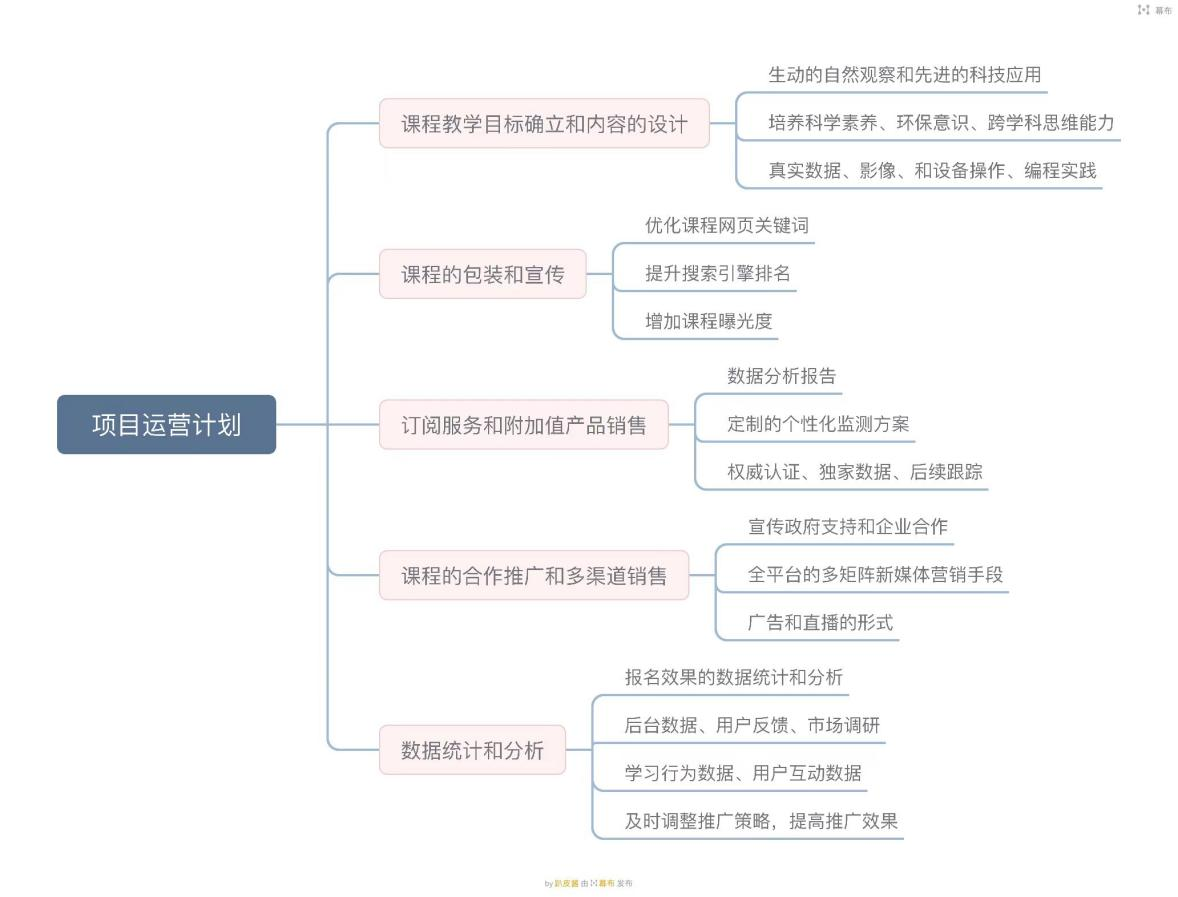 幕布
生动的自然观察和先进的科技应用
课程教学目标确立和内容的设计
培养科学素养、环保意识、跨学科思维能力
真实数据、影像、和设备操作、编程实践
优化课程网页关键词
课程的包装和宣传
提升搜索引擎排名
增加课程曝光度
项目运营计划
数据分析报告
订阅服务和附加值产品销售
定制的个性化监测方案
权威认证、独家数据、后续跟踪
宣传政府支持和企业合作
课程的合作推广和多渠道销售
全平台的多矩阵新媒体营销手段
广告和直播的形式
报名效果的数据统计和分析
后台数据、用户反馈、市场调研
数据统计和分析
学习行为数据、用户互动数据
及时调整推广策略，提高推广效果
by趴皮酱 由 幕布 发布